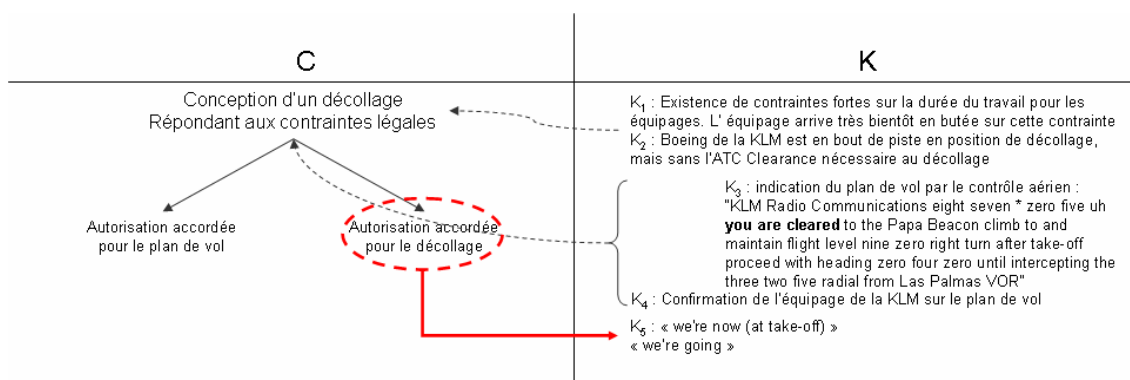 C
K
Conception d'un décollage
Répondant aux contraintes légales
Autorisation accordée
pour le plan de vol
Autorisation accordée
pour le décollage
K1 : Existence de contraintes fortes sur la durée du travail pour les
équipages. L' équipage arrive très bientôt en butée sur cette contrainte
K2 : Boeing de la KLM est en bout de piste en position de décollage,
mais sans l'ATC Clearance nécessaire au décollage
K3 : indication du plan de vol par le contrôle aérien :
"KLM Radio Communications eight seven * zero five uh
you are cleared to the Papa Beacon climb to and
maintain flight level nine zero right turn after take-off
proceed with heading zero four zero until intercepting the
three two five radial from Las Palmas VOR"
K4 : Confirmation de l'équipage de la KLM sur le plan de vol
K5 : « we're now (at take-off) »
« we're going »